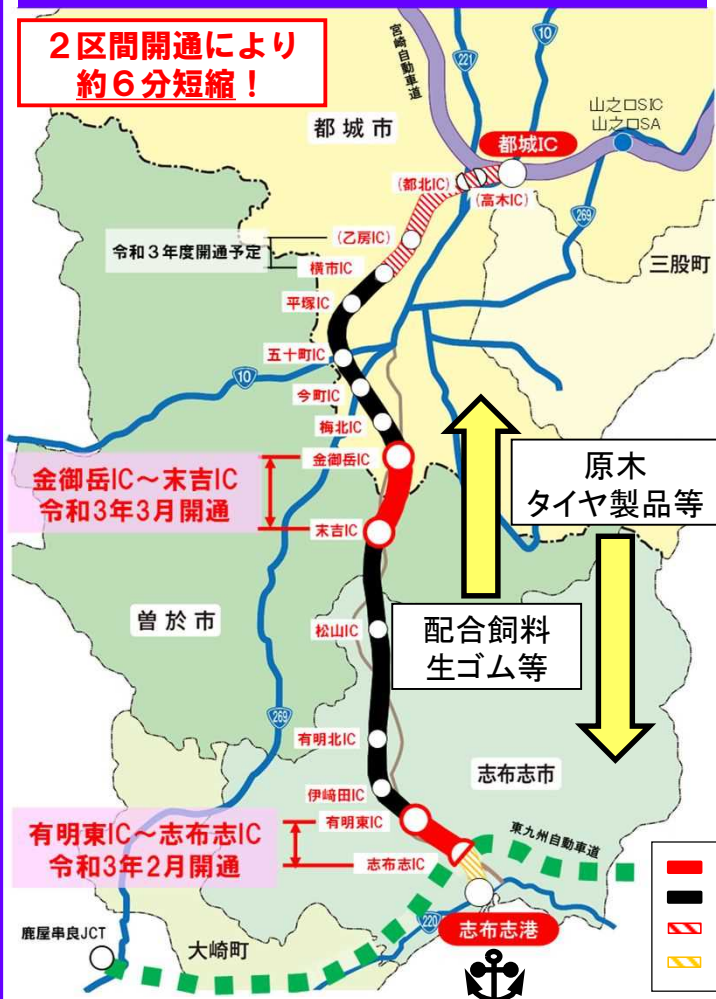 ２区間開通により
約６分短縮！
宮崎自動車道
221
10
山之口SIC
山之口SA
都城市
都城IC
(都北IC)
(高木IC)
269
(乙房IC)
令和３年度開通予定
横市IC
三股町
平塚IC
五十町IC
10
今町IC
梅北IC
金御岳IC
金御岳IC～末吉IC
令和3年3月開通
原木
タイヤ製品等
末吉IC
曽於市
松山IC
配合飼料
生ゴム等
269
有明北IC
志布志市
伊﨑田IC
有明東IC
有明東IC～志布志IC
令和3年2月開通
東九州自動車道
志布志IC
220
志布志港
鹿屋串良JCT
大崎町